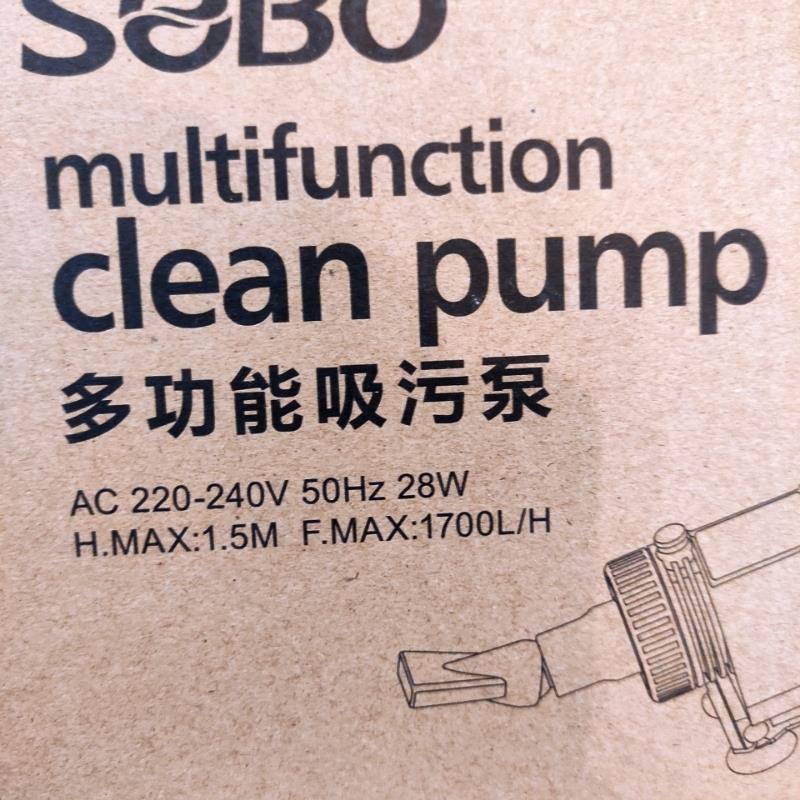 SOBO
multifunction
clean pump
多功能吸污泵
AC 220-240V 50Hz 28W
H.MAX:1.5M F.MAX:1700L/H